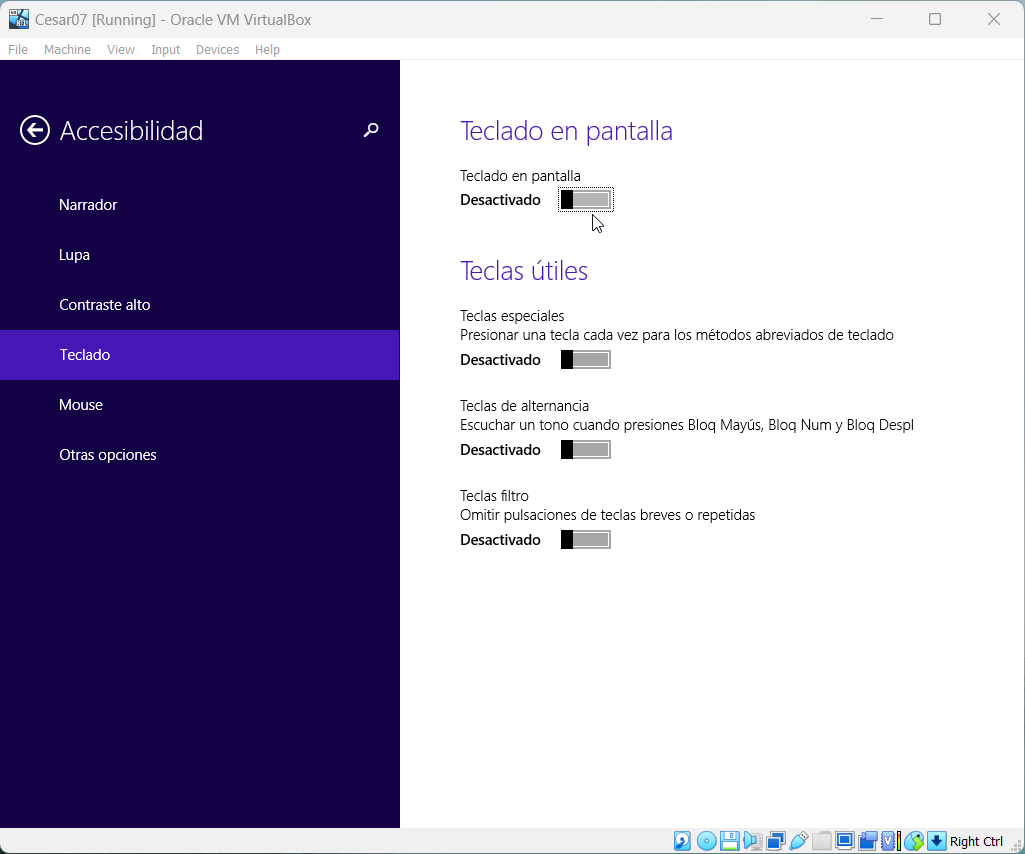 Cesar07 [Running] - Oracle VM VirtualBox
File Machine View Input Devices Help
Accesibilidad
Narrador
Lupa
Contraste alto
Teclado
Mouse
Otras opciones
Teclado en pantalla
Teclado en pantalla
Desactivado
Teclas útiles
Teclas especiales
Presionar una tecla cada vez para los métodos abreviados de teclado
Desactivado
Teclas de alternancia
Escuchar un tono cuando presiones Bloq Mayús, Bloq Num y Bloq Despl
Desactivado
Teclas filtro
Omitir pulsaciones de teclas breves o repetidas
Desactivado
Right Ctrl